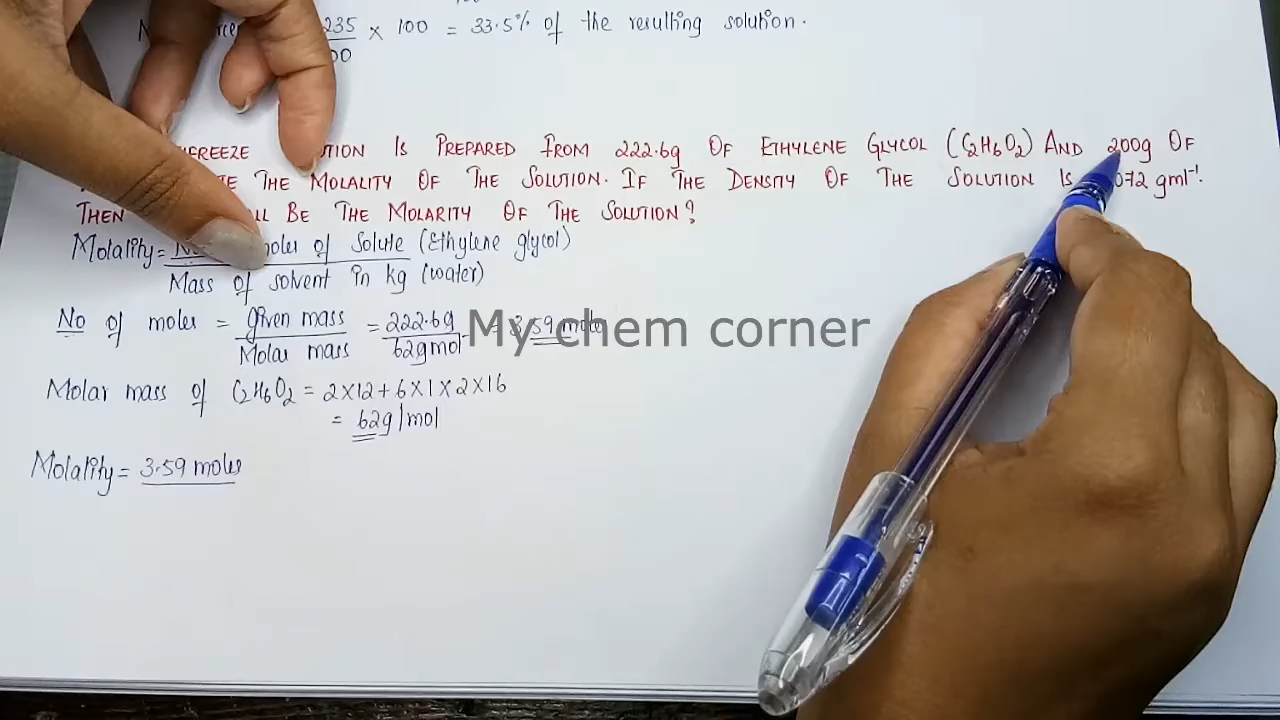 235 × 100 = 33.5% of the resulting solution.
00
IS PREPARED FROM 222.6g OF ETHYLENE GLYCOL (C2H6O2) AND 200g OF
THE MOLALITY OF THE SOLUTION. IF THE DENSITY OF THE SOLUTION IS 072 gml⁻¹.
THEN BE THE MOLARITY OF THE SOLUTION?
Molality = of Solute (Ethylene glycol)
Mass of solvent in kg (water)
No of moles = given mass = 222.6g = 3.59 moles
Molar mass 62gmol
My chem corner
Molar mass of C2H6O2 = 2×12+6×1×2×16
= 62g/mol
Molality = 3.59 moles